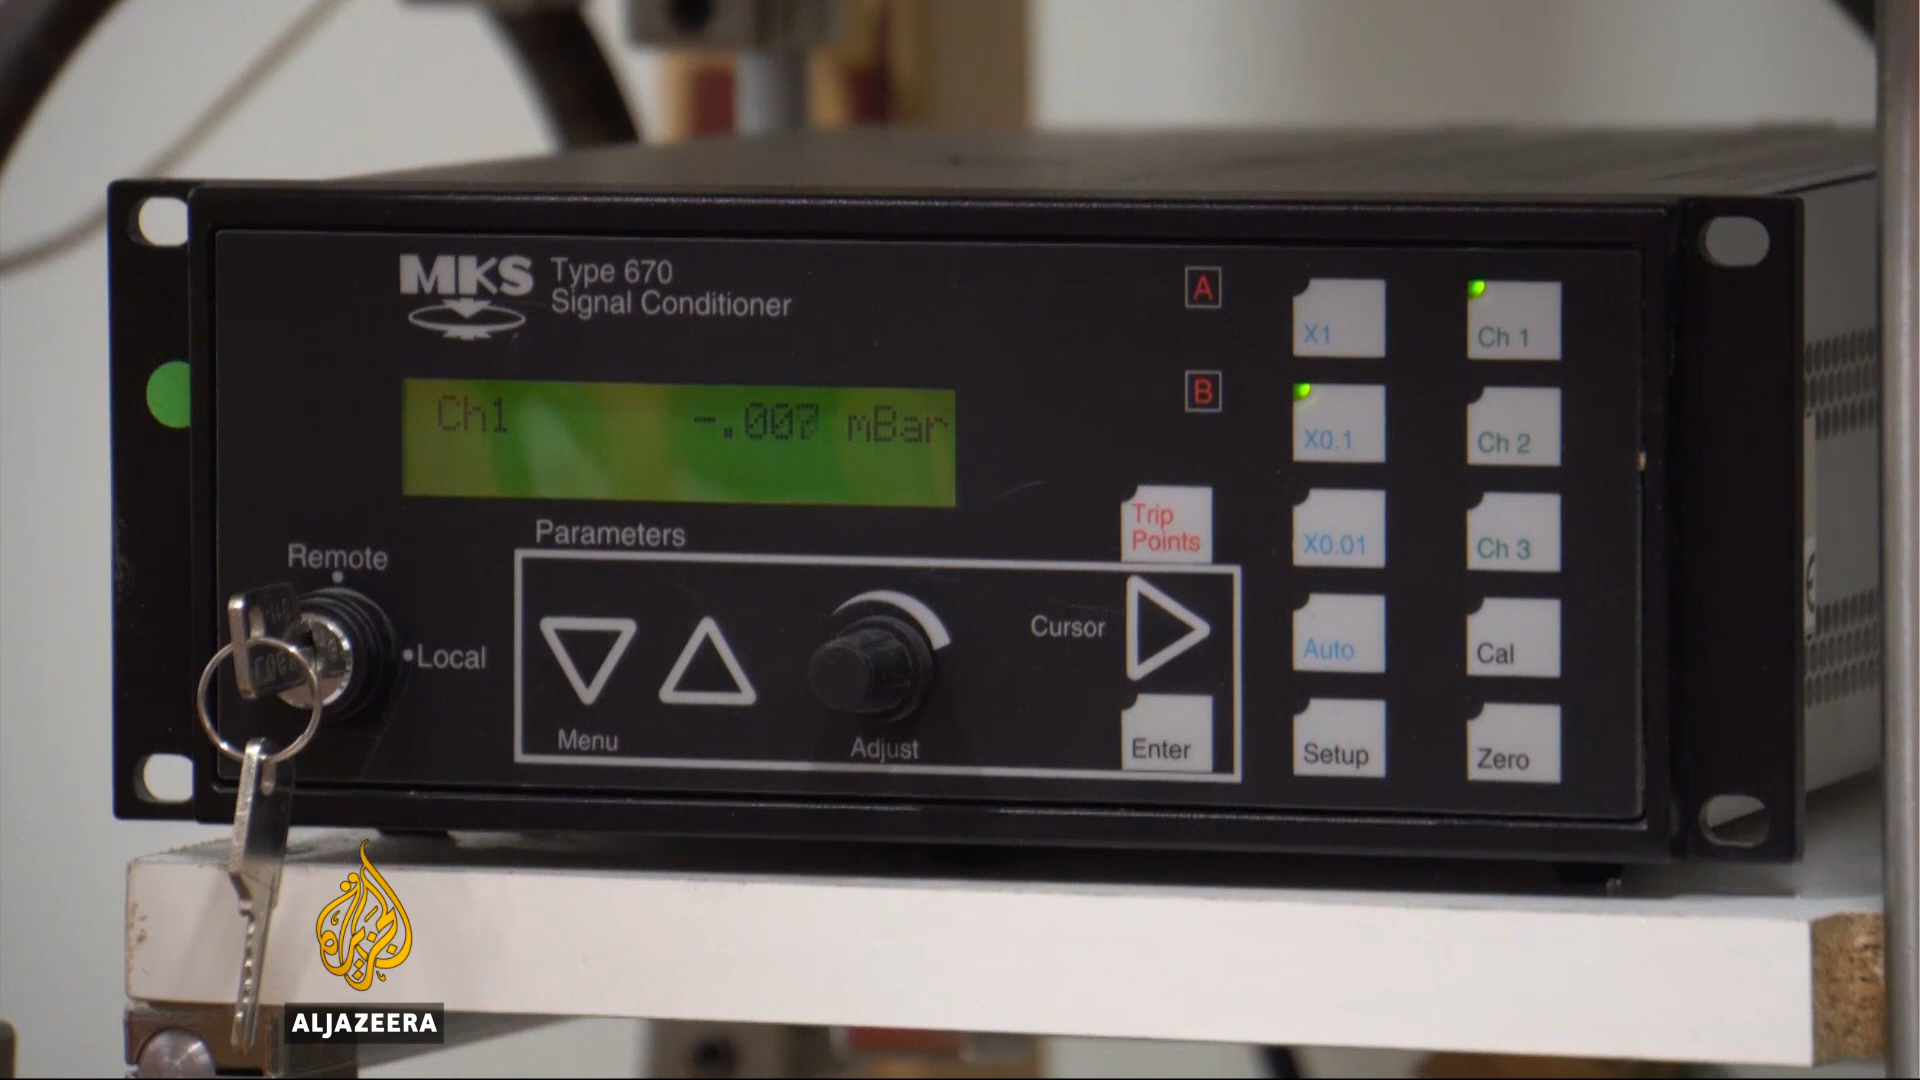 MKS
Type 670
Signal Conditioner
Ch1 -.007 mBar
A
B
X1
Ch 1
X0.1
Ch 2
Trip
Points
X0.01
Ch 3
Parameters
Remote
Local
Cursor
Auto
Cal
Menu
Adjust
Enter
Setup
Zero
الجزيرة
ALJAZEERA